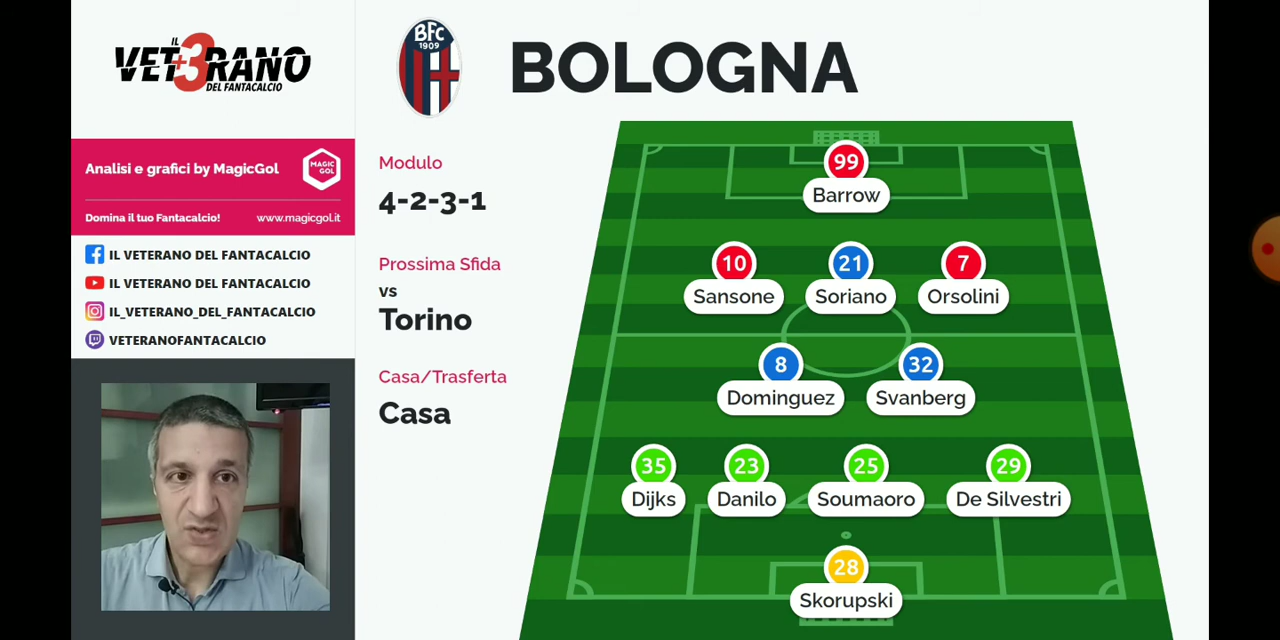 IL
VET+3RANO
DEL FANTACALCIO
Analisi e grafici by MagicGol
MAGIC
GOL
Domina il tuo Fantacalcio! www.magicgol.it
IL VETERANO DEL FANTACALCIO
IL VETERANO DEL FANTACALCIO
IL_VETERANO_DEL_FANTACALCIO
VETERANOFANTACALCIO
BFC
1909
BOLOGNA
Modulo
4-2-3-1
Prossima Sfida
vs
Torino
Casa/Trasferta
Casa
99
Barrow
10 21 7
Sansone Soriano Orsolini
8 32
Dominguez Svanberg
35 23 25 29
Dijks Danilo Soumaoro De Silvestri
28
Skorupski